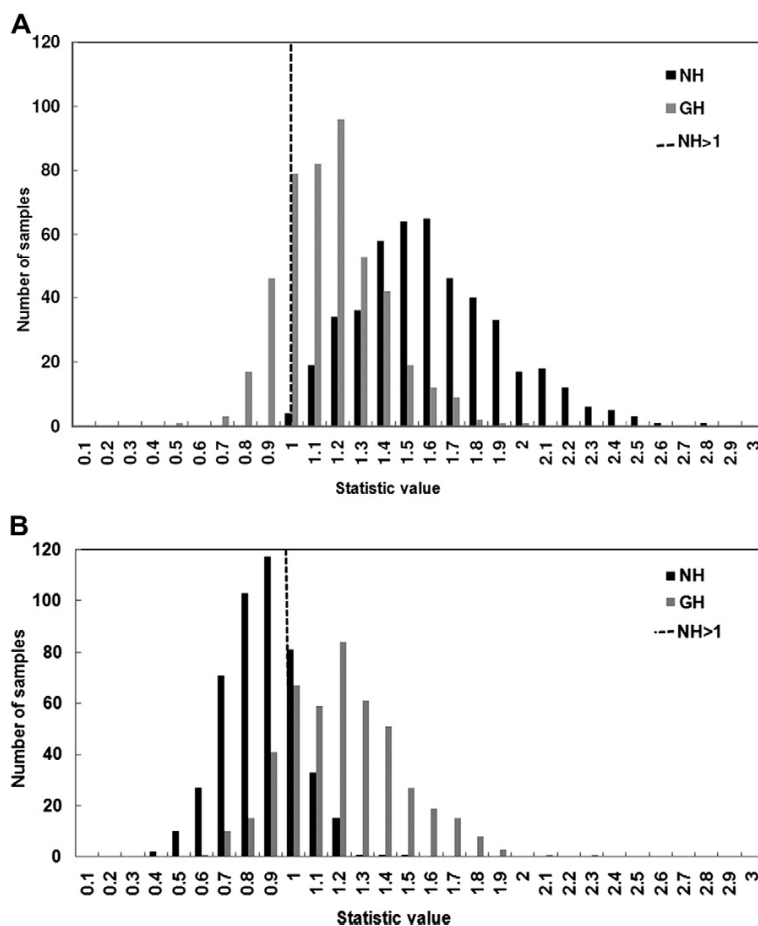 A
120
100
80
60
40
20
0
Number of samples
NH
GH
NH>1
0.1 0.2 0.3 0.4 0.5 0.6 0.7 0.8 0.9 1 1.1 1.2 1.3 1.4 1.5 1.6 1.7 1.8 1.9 2 2.1 2.2 2.3 2.4 2.5 2.6 2.7 2.8 2.9 3
Statistic value
B
120
100
80
60
40
20
0
Number of samples
NH
GH
NH>1
0.1 0.2 0.3 0.4 0.5 0.6 0.7 0.8 0.9 1 1.1 1.2 1.3 1.4 1.5 1.6 1.7 1.8 1.9 2 2.1 2.2 2.3 2.4 2.5 2.6 2.7 2.8 2.9 3
Statistic value